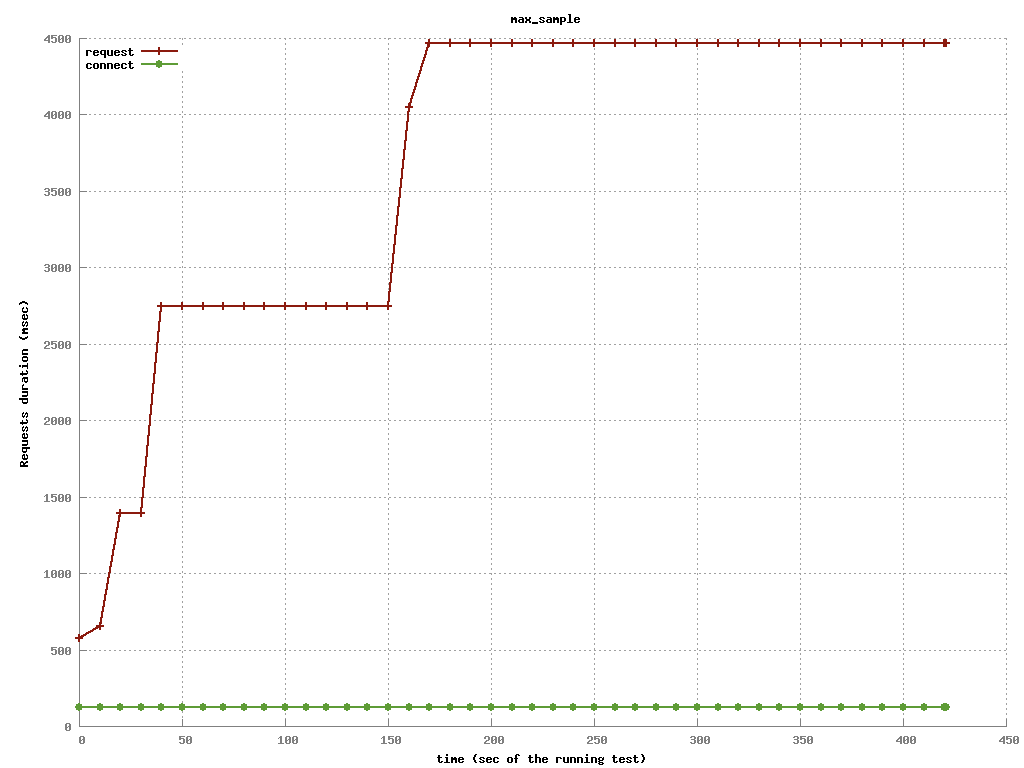 max_sample
request
connect
4500
4000
3500
3000
2500
2000
1500
1000
500
0
Requests duration (msec)
0 50 100 150 200 250 300 350 400 450
time (sec of the running test)